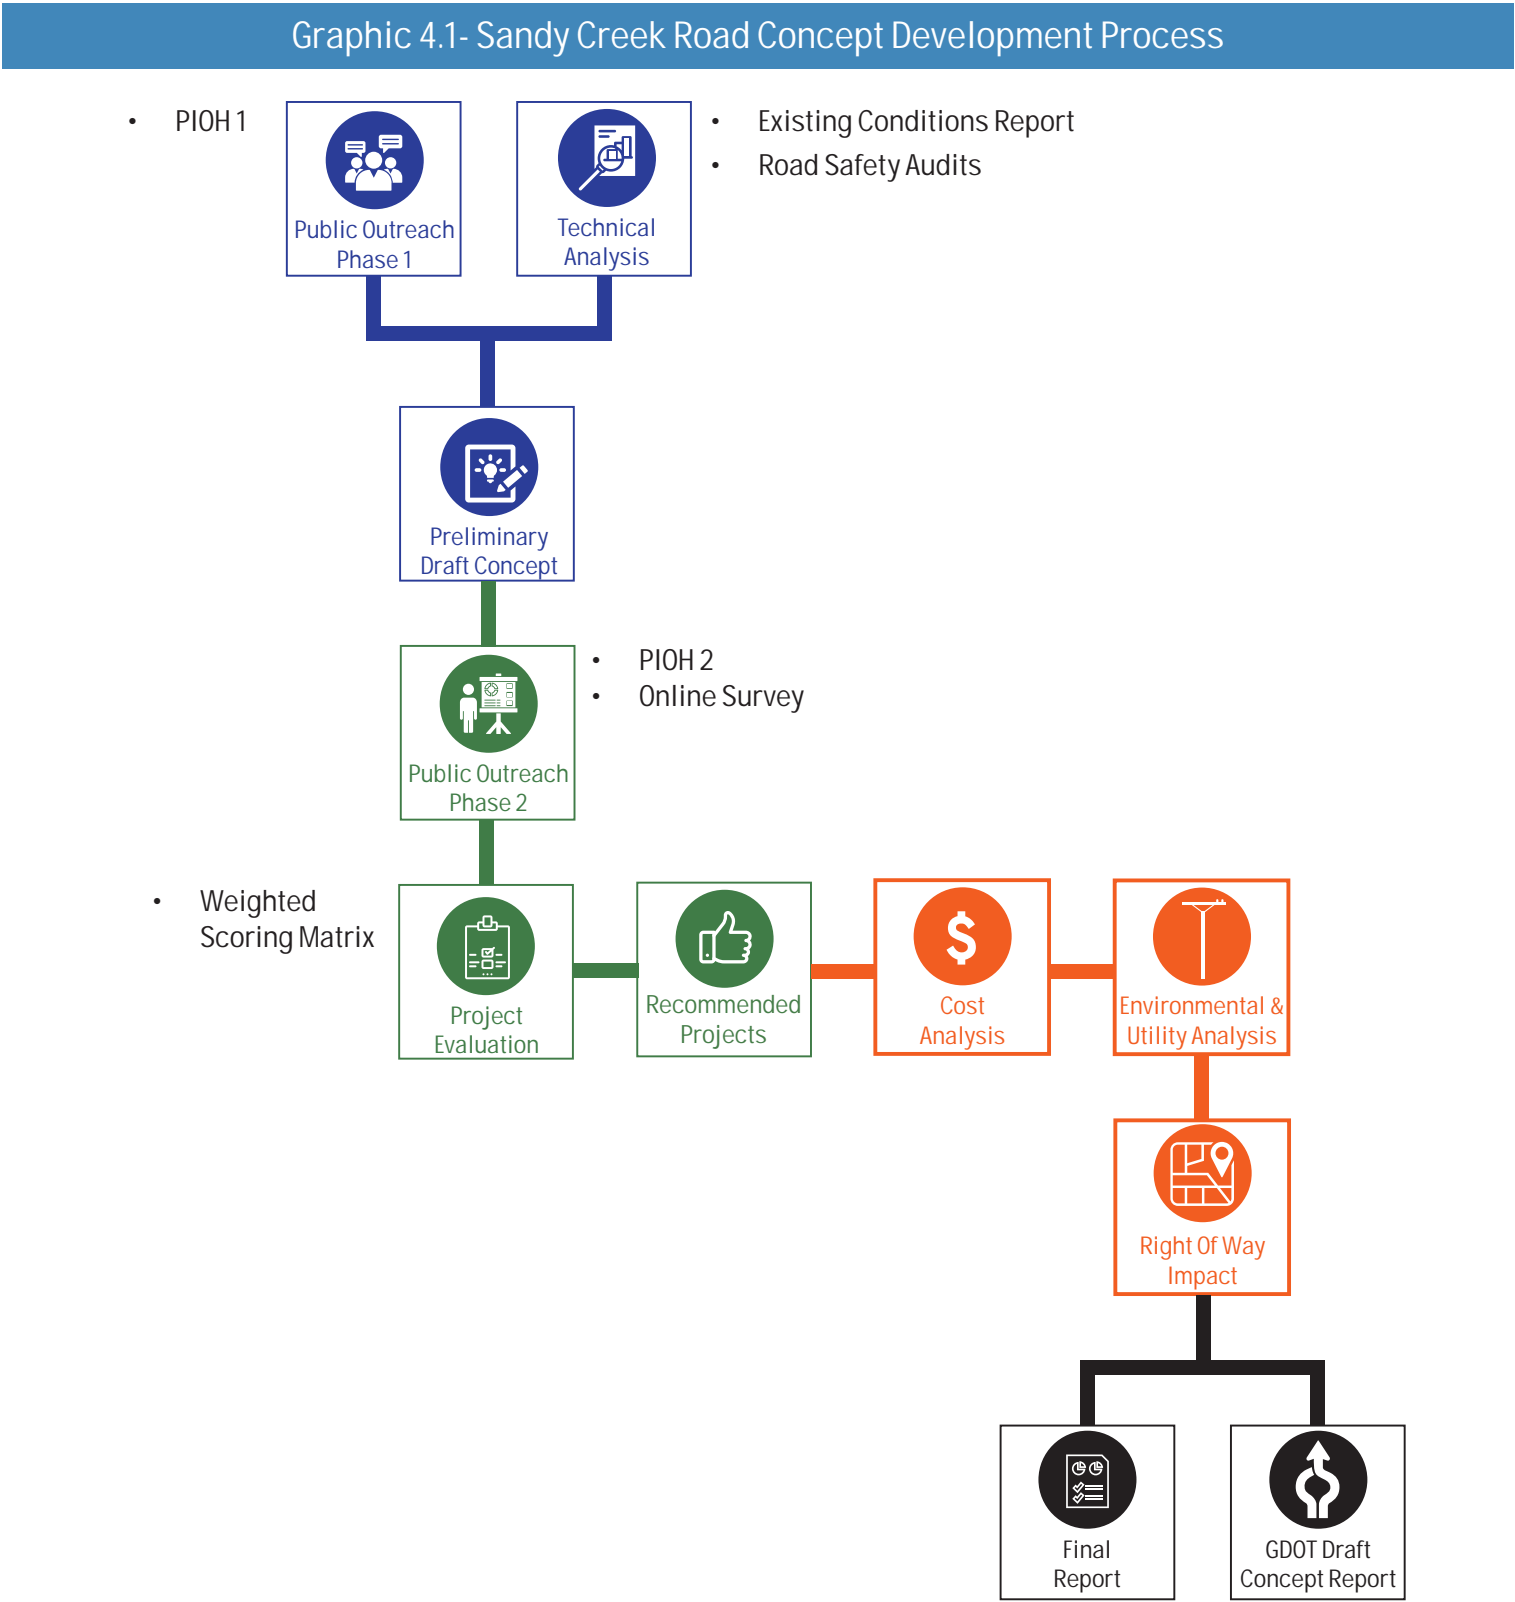 Graphic 4.1- Sandy Creek Road Concept Development Process
• PIOH 1
Public Outreach
Phase 1
Technical
Analysis
• Existing Conditions Report
• Road Safety Audits
Preliminary
Draft Concept
Public Outreach
Phase 2
• PIOH 2
• Online Survey
• Weighted
Scoring Matrix
Project
Evaluation
Recommended
Projects
$
Cost
Analysis
Environmental &
Utility Analysis
Right Of Way
Impact
Final
Report
GDOT Draft
Concept Report